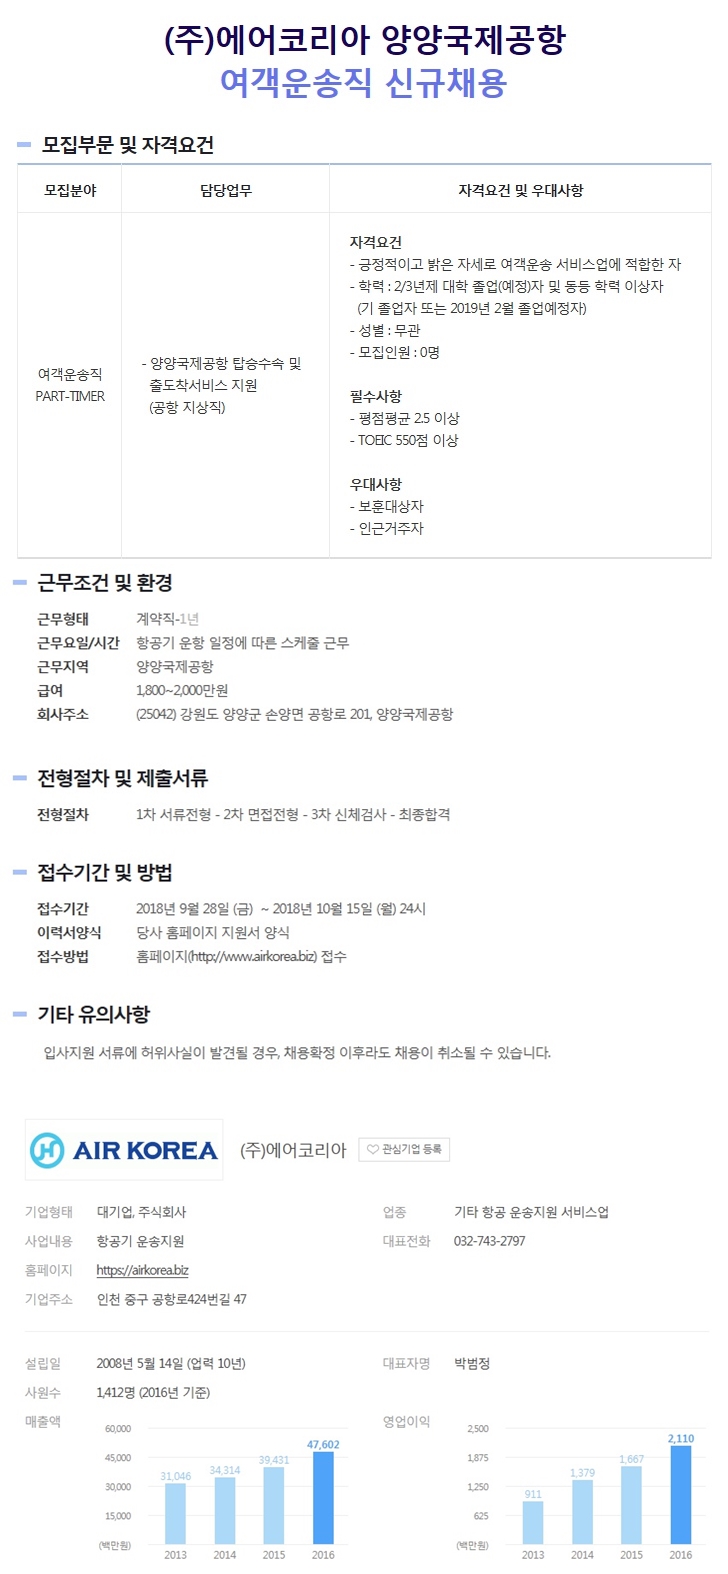 (주)에어코리아 양양국제공항
여객운송직 신규채용
모집부문 및 자격요건
모집분야 담당업무 자격요건 및 우대사항
여객운송직
PART-TIMER
- 양양국제공항 탑승수속 및
줄도착서비스 지원
(공항 지상직)
자격요건
- 긍정적이고 밝은 자세로 여객운송 서비스업에 적합한 자
- 학력 : 2/3년제 대학 졸업(예정)자 및 동등 학력 이상자
(기 졸업자 또는 2019년 2월 졸업예정자)
- 성별 : 무관
- 모집인원 : 0명
필수사항
- 평점평균 2.5 이상
- TOEIC 550점 이상
우대사항
- 보훈대상자
- 인근거주자
근무조건 및 환경
근무형태 계약직-1년
근무요일/시간 항공기 운항 일정에 따른 스케줄 근무
근무지역 양양국제공항
급여 1,800~2,000만원
회사주소 (25042) 강원도 양양군 손양면 공항로 201, 양양국제공항
전형절차 및 제출서류
전형절차 1차 서류전형 - 2차 면접전형 - 3차 신체검사 - 최종합격
접수기간 및 방법
접수기간 2018년 9월 28일 (금) ~ 2018년 10월 15일 (월) 24시
이력서양식 당사 홈페이지 지원서 양식
접수방법 홈페이지(http://www.airkorea.biz) 접수
기타 유의사항
입사지원 서류에 허위사실이 발견될 경우, 채용확정 이후라도 채용이 취소될 수 있습니다.
AIR KOREA (주)에어코리아 관심기업 등록
기업형태 대기업, 주식회사 업종 기타 항공 운송지원 서비스업
사업내용 항공기 운송지원 대표전화 032-743-2797
홈페이지 https://airkorea.biz
기업주소 인천 중구 공항로424번길 47
설립일 2008년 5월 14일 (업력 10년) 대표자명 박범정
사원수 1,412명 (2016년 기준)
매출액
60,000
45,000
30,000
15,000
(백만원)
31,046 34,314 39,431 47,602
2013 2014 2015 2016
영업이익
2,500
1,875
1,250
625
(백만원)
911 1,379 1,667 2,110
2013 2014 2015 2016